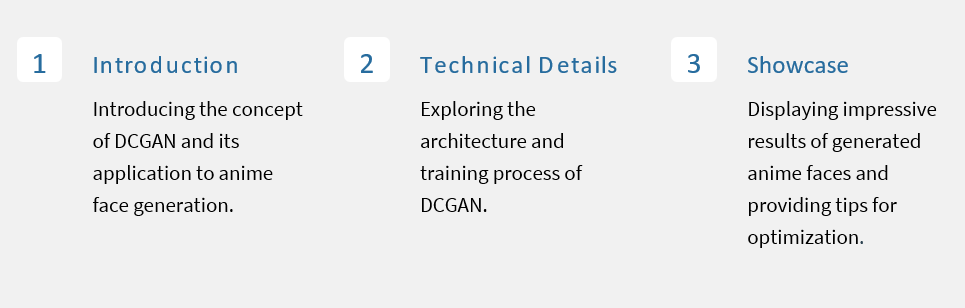 1
Introduction
Introducing the concept
of DCGAN and its
application to anime
face generation.
2
Technical Details
Exploring the
architecture and
training process of
DCGAN.
3
Showcase
Displaying impressive
results of generated
anime faces and
providing tips for
optimization.